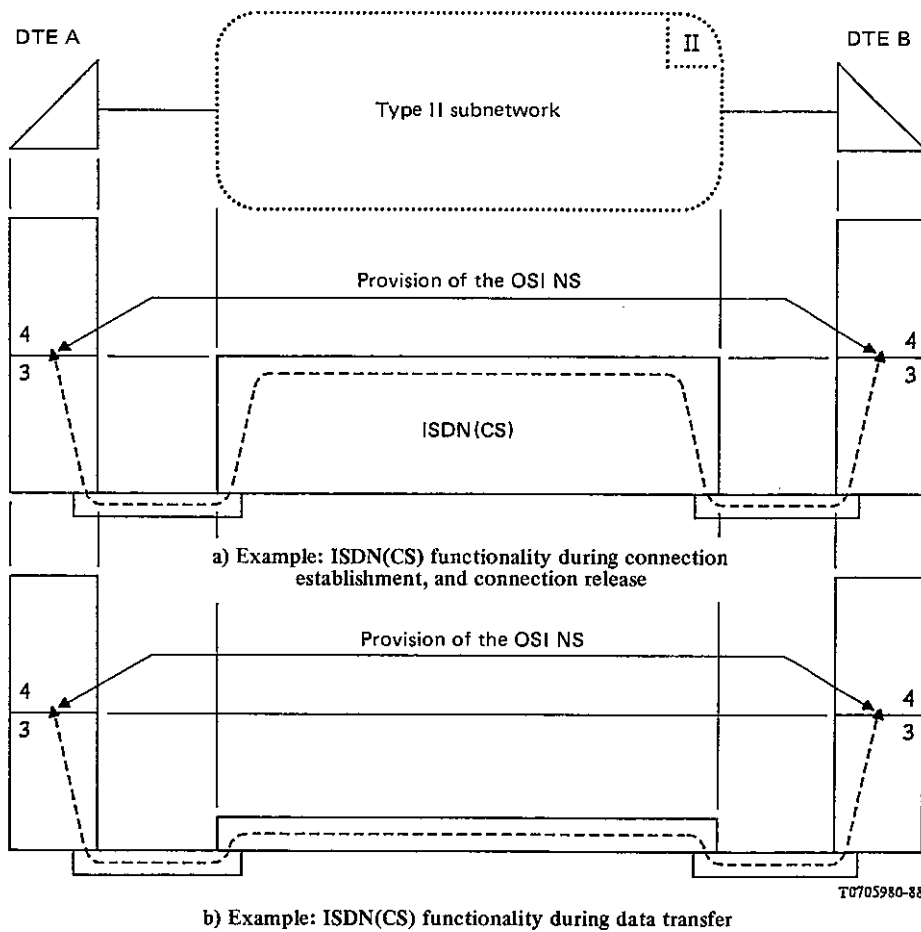 DTE A
II
DTE B
Type II subnetwork
Provision of the OSI NS
4
4
3
3
ISDN(CS)
a) Example: ISDN(CS) functionality during connection
establishment, and connection release
Provision of the OSI NS
4
4
3
3
T0705980-88
b) Example: ISDN(CS) functionality during data transfer